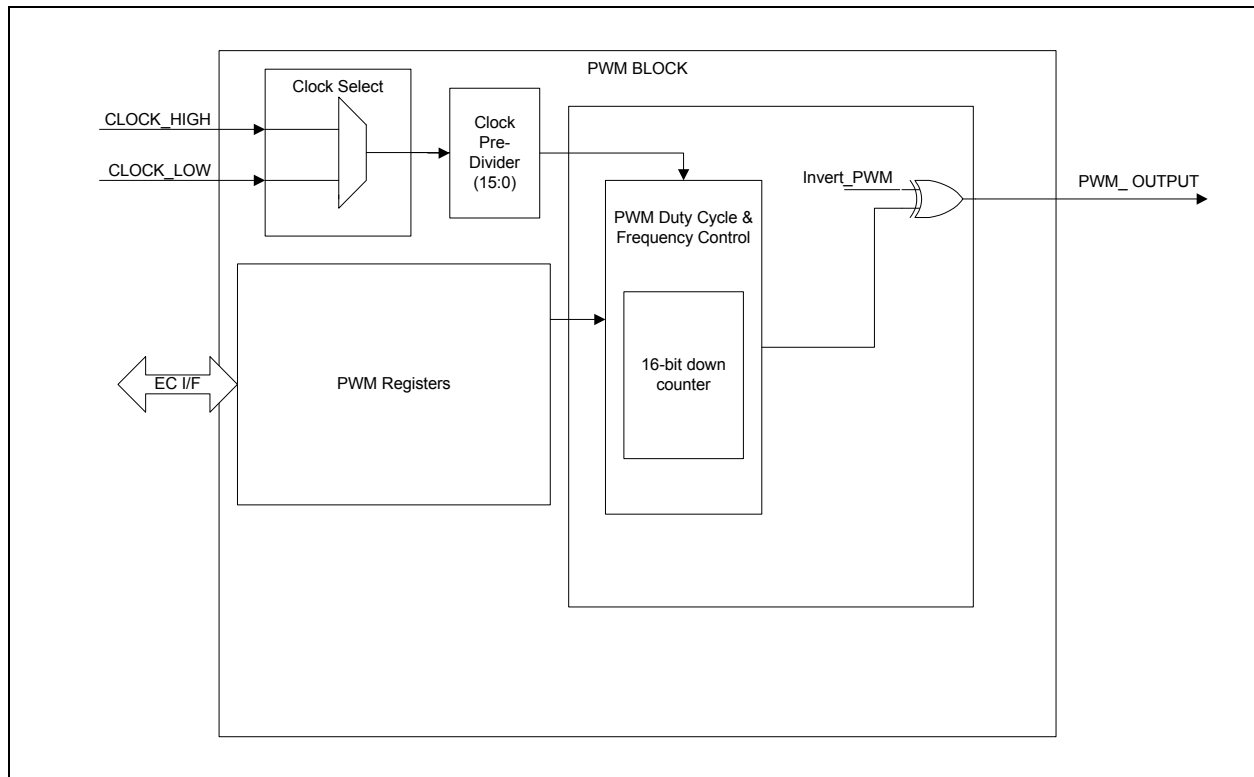 PWM BLOCK
Clock Select
CLOCK_HIGH
CLOCK_LOW
Clock
Pre-
Divider
(15:0)
Invert_PWM
PWM_ OUTPUT
PWM Duty Cycle &
Frequency Control
16-bit down
counter
EC I/F
PWM Registers